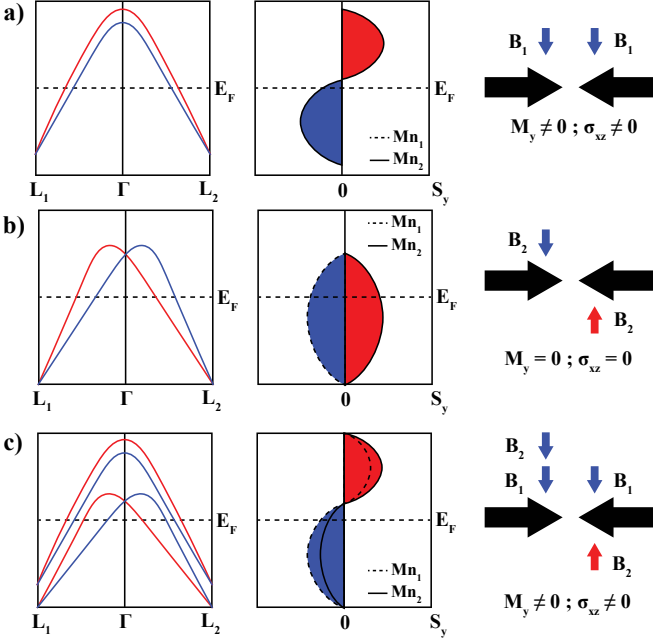 a)
E_F
L_1 Γ L_2
Mn_1
Mn_2
E_F
0 S_y
B_1 B_1
M_y ≠ 0 ; σ_xz ≠ 0
b)
E_F
L_1 Γ L_2
Mn_1
Mn_2
E_F
0 S_y
B_2
B_2
M_y = 0 ; σ_xz = 0
c)
E_F
L_1 Γ L_2
Mn_1
Mn_2
E_F
0 S_y
B_2
B_1 B_1
B_2
M_y ≠ 0 ; σ_xz ≠ 0